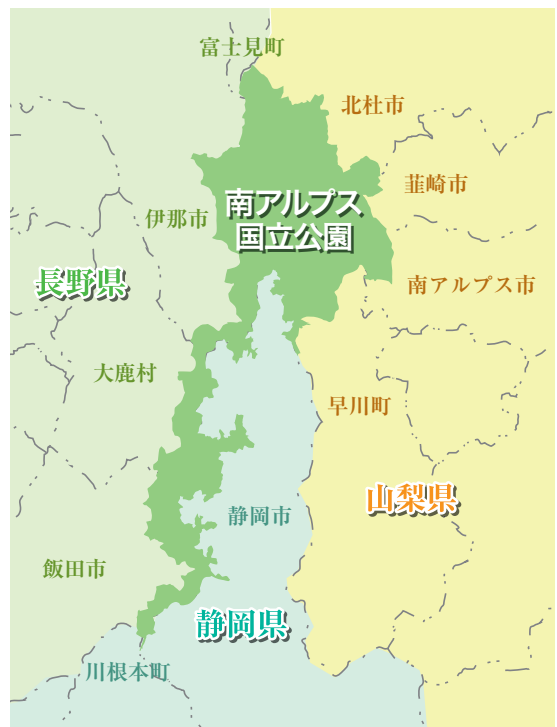 富士見町
北杜市
韮崎市
南アルプス
国立公園
伊那市
長野県
南アルプス市
大鹿村
早川町
山梨県
静岡市
飯田市
静岡県
川根本町